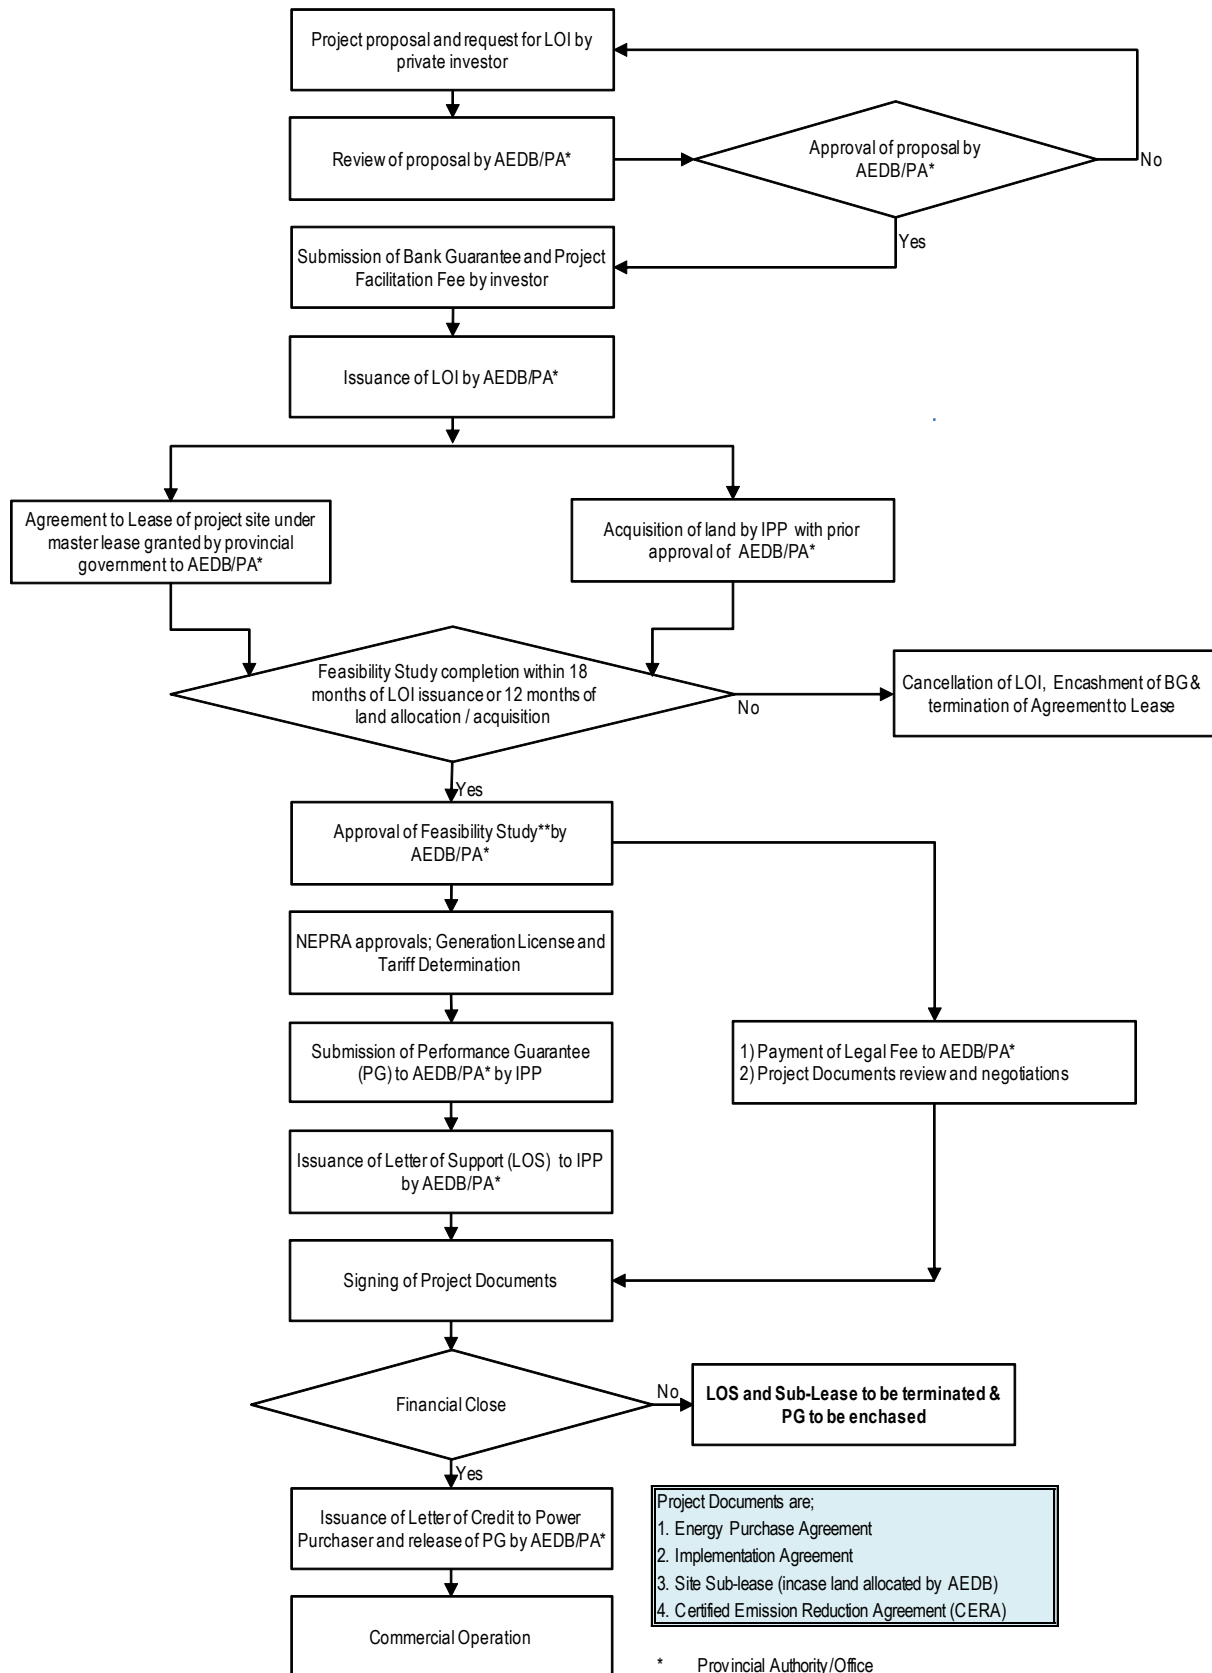 Project proposal and request for LOI by
private investor
Review of proposal by AEDB/PA*
Approval of proposal by
AEDB/PA*
No
Yes
Submission of Bank Guarantee and Project
Facilitation Fee by investor
Issuance of LOI by AEDB/PA*
Agreement to Lease of project site under
master lease granted by provincial
government to AEDB/PA*
Acquisition of land by IPP with prior
approval of AEDB/PA*
Feasibility Study completion within 18
months of LOI issuance or 12 months of
land allocation / acquisition
No
Cancellation of LOI, Encashment of BG &
termination of Agreement to Lease
Yes
Approval of Feasibility Study**by
AEDB/PA*
NEPRA approvals; Generation License and
Tariff Determination
Submission of Performance Guarantee
(PG) to AEDB/PA* by IPP
1) Payment of Legal Fee to AEDB/PA*
2) Project Documents review and negotiations
Issuance of Letter of Support (LOS) to IPP
by AEDB/PA*
Signing of Project Documents
Financial Close
No
LOS and Sub-Lease to be terminated &
PG to be enchased
Yes
Issuance of Letter of Credit to Power
Purchaser and release of PG by AEDB/PA*
Project Documents are;
1. Energy Purchase Agreement
2. Implementation Agreement
3. Site Sub-lease (incase land allocated by AEDB)
4. Certified Emission Reduction Agreement (CERA)
Commercial Operation
* Provincial Authority/Office